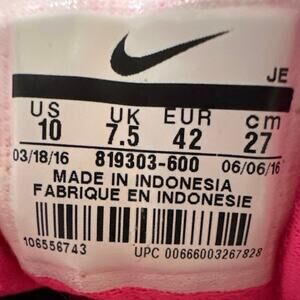 JE
US UK EUR cm
10 7.5 42 27
03/18/16 819303-600 06/06/16
MADE IN INDONESIA
FABRIQUE EN INDONESIE
106556743 UPC 00666003267828